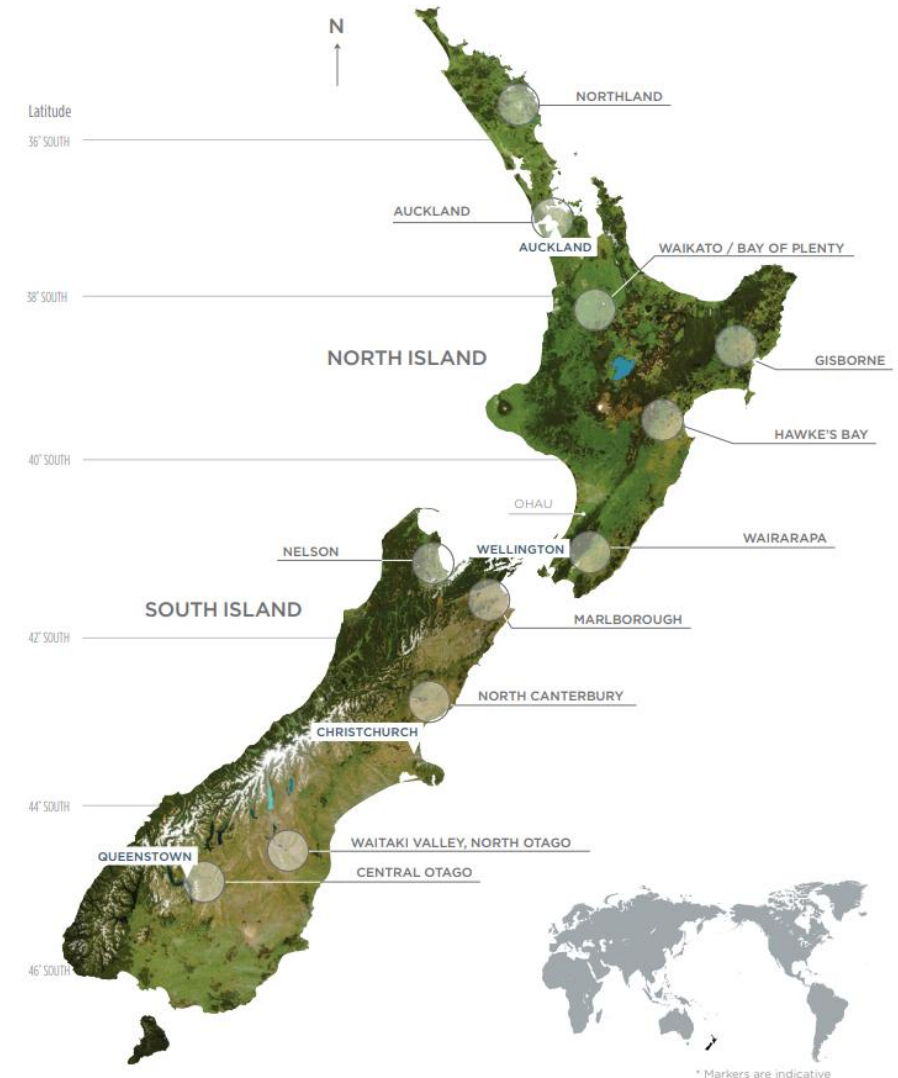 N
NORTHLAND
Latitude
36° SOUTH
AUCKLAND
AUCKLAND
WAIKATO / BAY OF PLENTY
38° SOUTH
NORTH ISLAND
GISBORNE
HAWKE'S BAY
40° SOUTH
OHAU
WAIRARAPA
NELSON
WELLINGTON
SOUTH ISLAND
MARLBOROUGH
42° SOUTH
NORTH CANTERBURY
CHRISTCHURCH
44° SOUTH
WAITAKI VALLEY, NORTH OTAGO
QUEENSTOWN
CENTRAL OTAGO
46° SOUTH
* Markers are indicative